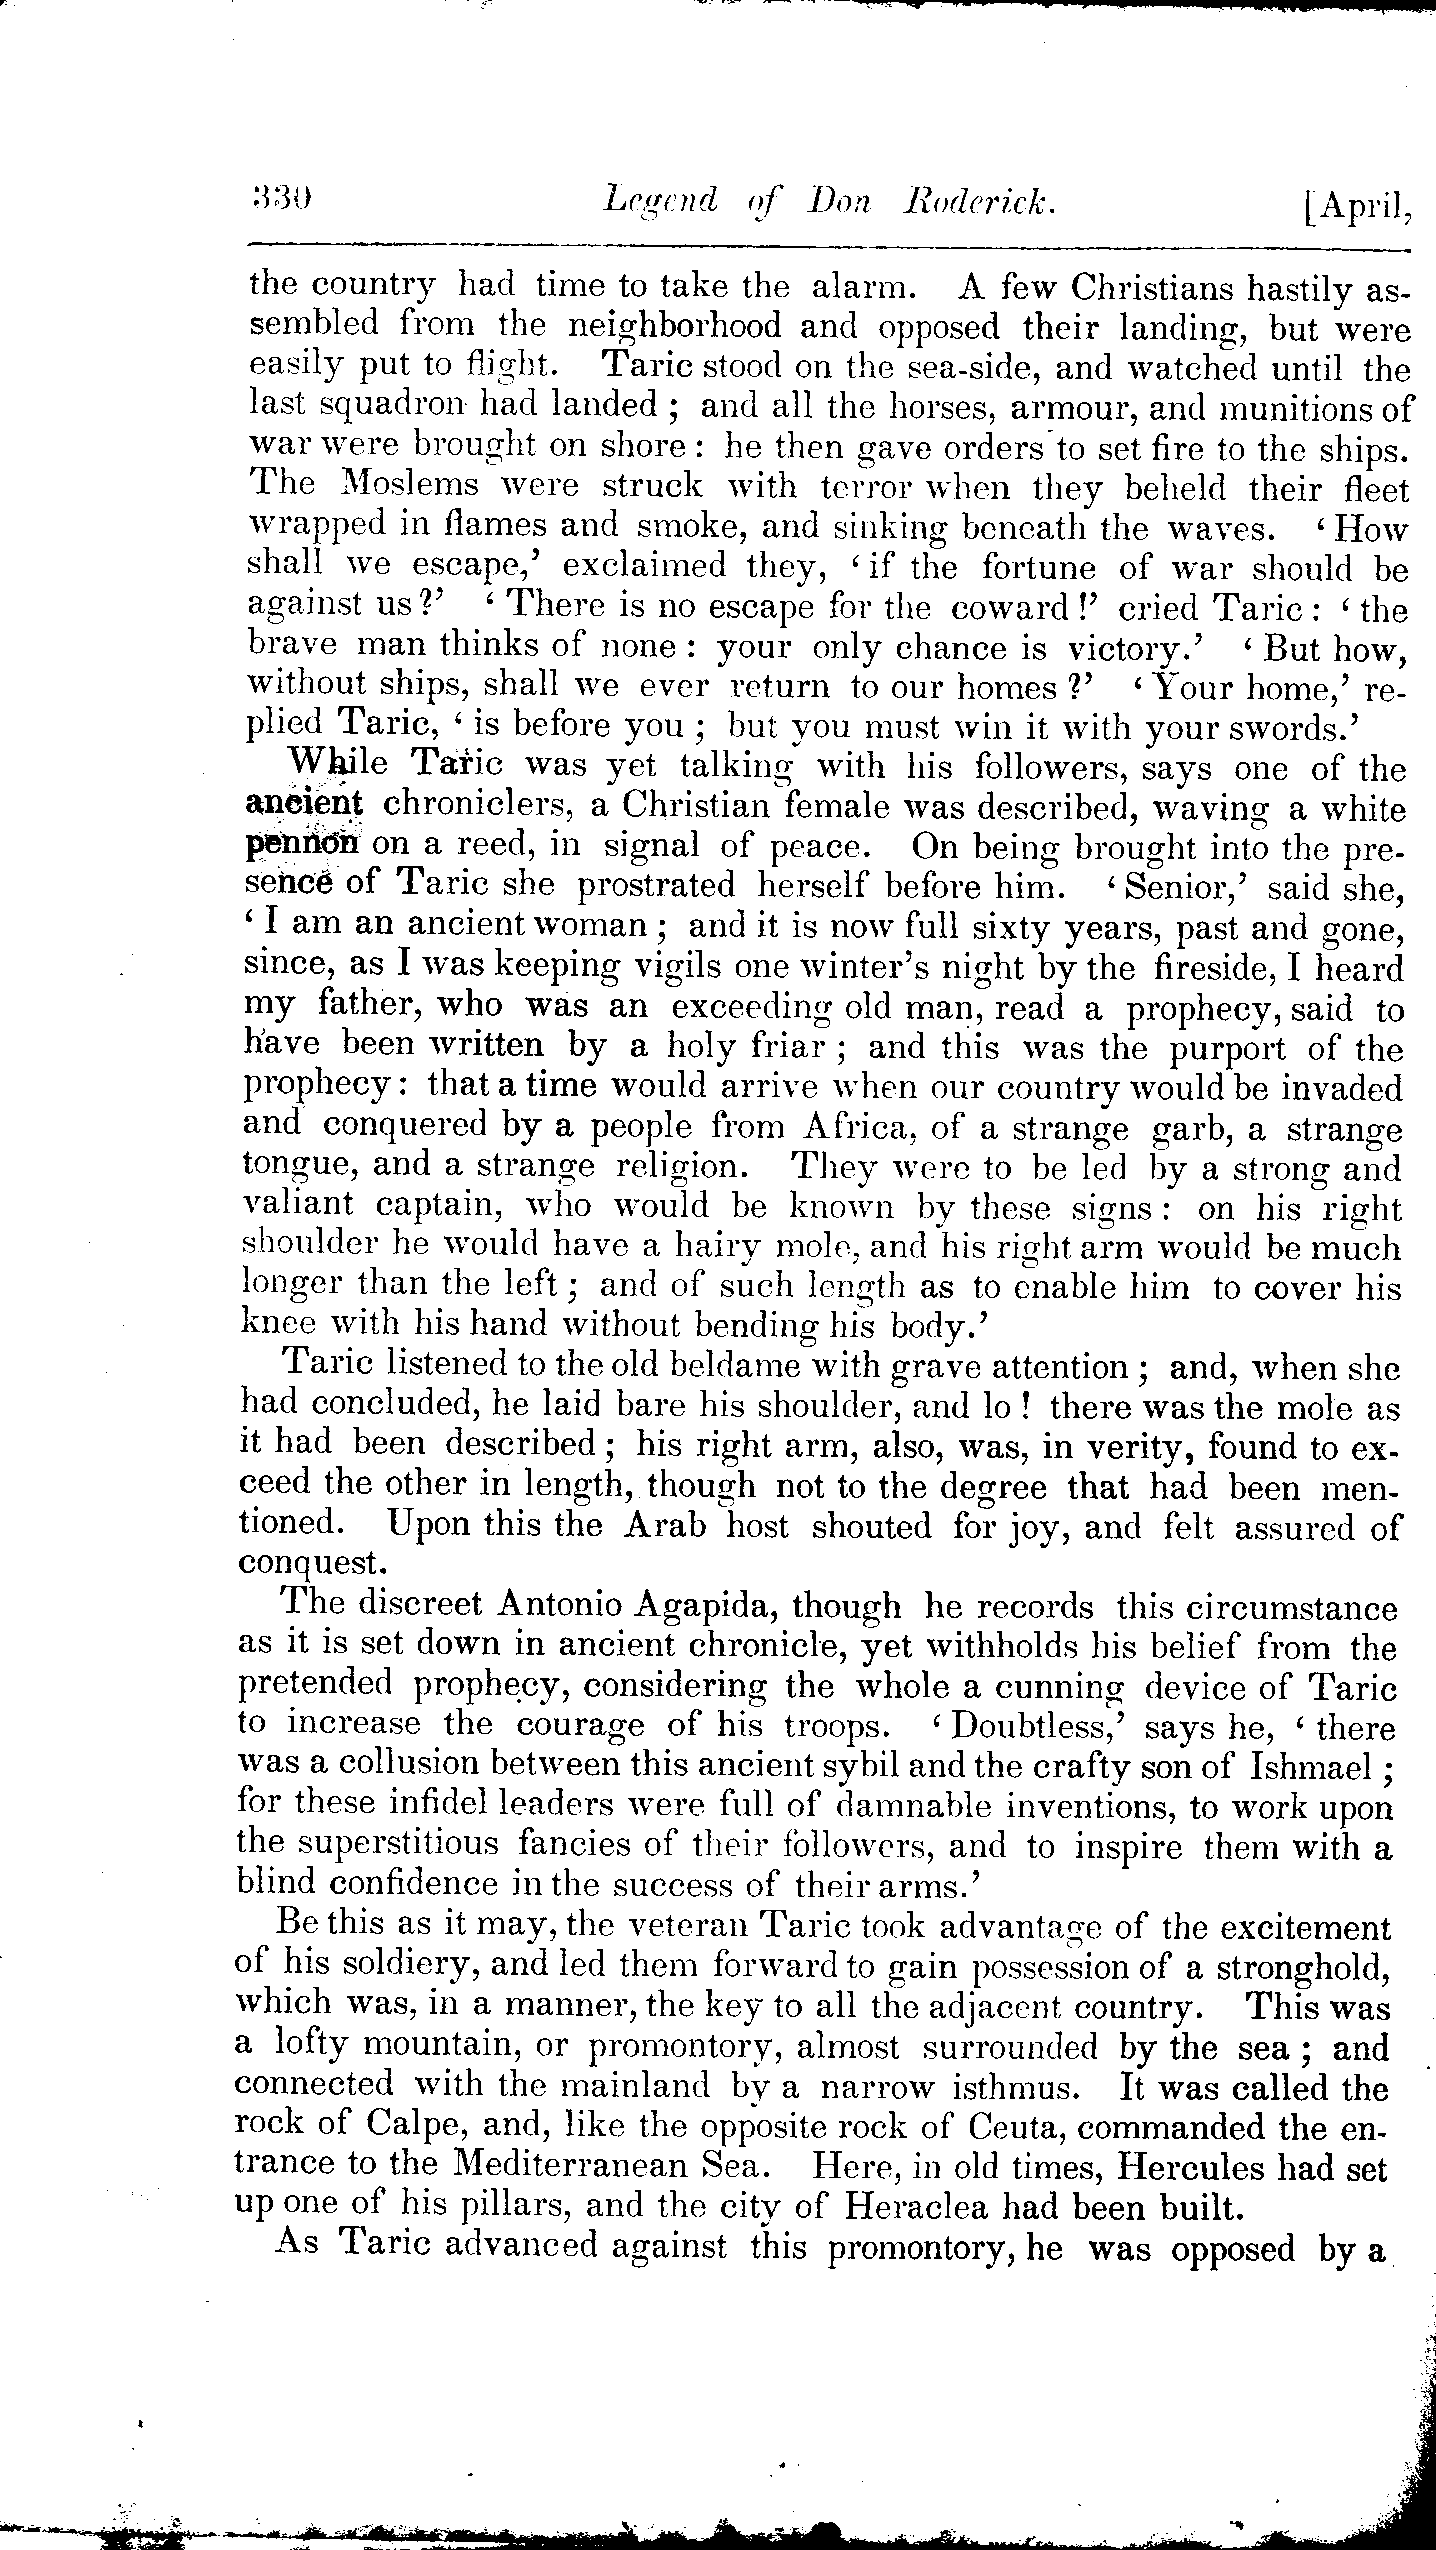 330 Legend of Don Roderick. [April,
the country had time to take the alarm. A few Christians hastily as-
sembled from the neighborhood and opposed their landing, but were
easily put to flight. Taric stood on the sea-side, and watched until the
last squadron had landed; and all the horses, armour, and munitions of
war were brought on shore: he then gave orders to set fire to the ships.
The Moslems were struck with terror when they beheld their fleet
wrapped in flames and smoke, and sinking beneath the waves. ‘How
shall we escape,’ exclaimed they, ‘if the fortune of war should be
against us?’ ‘There is no escape for the coward!’ cried Taric: ‘the
brave man thinks of none: your only chance is victory.’ ‘But how,
without ships, shall we ever return to our homes?’ ‘Your home,’ re-
plied Taric, ‘is before you; but you must win it with your swords.’
While Taric was yet talking with his followers, says one of the
ancient chroniclers, a Christian female was described, waving a white
pennon on a reed, in signal of peace. On being brought into the pre-
sence of Taric she prostrated herself before him. ‘Senior,’ said she,
‘I am an ancient woman; and it is now full sixty years, past and gone,
since, as I was keeping vigils one winter’s night by the fireside, I heard
my father, who was an exceeding old man, read a prophecy, said to
have been written by a holy friar; and this was the purport of the
prophecy: that a time would arrive when our country would be invaded
and conquered by a people from Africa, of a strange garb, a strange
tongue, and a strange religion. They were to be led by a strong and
valiant captain, who would be known by these signs: on his right
shoulder he would have a hairy mole, and his right arm would be much
longer than the left; and of such length as to enable him to cover his
knee with his hand without bending his body.’
Taric listened to the old beldame with grave attention; and, when she
had concluded, he laid bare his shoulder, and lo! there was the mole as
it had been described; his right arm, also, was, in verity, found to ex-
ceed the other in length, though not to the degree that had been men-
tioned. Upon this the Arab host shouted for joy, and felt assured of
conquest.
The discreet Antonio Agapida, though he records this circumstance
as it is set down in ancient chronicle, yet withholds his belief from the
pretended prophecy, considering the whole a cunning device of Taric
to increase the courage of his troops. ‘Doubtless,’ says he, ‘there
was a collusion between this ancient sybil and the crafty son of Ishmael;
for these infidel leaders were full of damnable inventions, to work upon
the superstitious fancies of their followers, and to inspire them with a
blind confidence in the success of their arms.’
Be this as it may, the veteran Taric took advantage of the excitement
of his soldiery, and led them forward to gain possession of a stronghold,
which was, in a manner, the key to all the adjacent country. This was
a lofty mountain, or promontory, almost surrounded by the sea; and
connected with the mainland by a narrow isthmus. It was called the
rock of Calpe, and, like the opposite rock of Ceuta, commanded the en-
trance to the Mediterranean Sea. Here, in old times, Hercules had set
up one of his pillars, and the city of Heraclea had been built.
As Taric advanced against this promontory, he was opposed by a